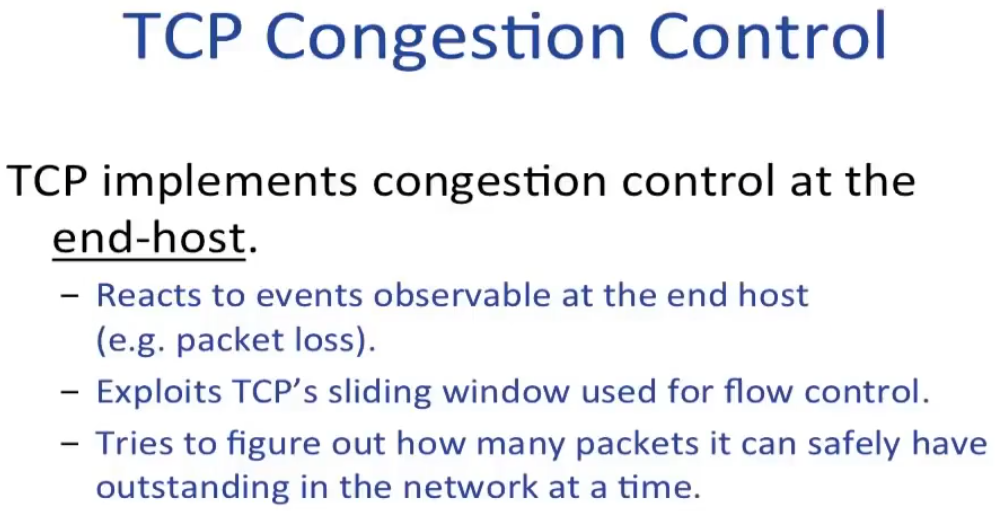 TCP Congestion Control
TCP implements congestion control at the
end-host.
– Reacts to events observable at the end host
(e.g. packet loss).
– Exploits TCP’s sliding window used for flow control.
– Tries to figure out how many packets it can safely have
outstanding in the network at a time.